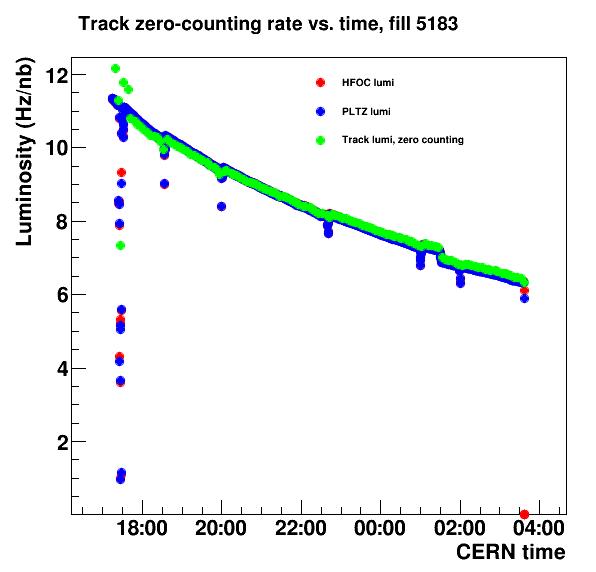 Track zero-counting rate vs. time, fill 5183
Luminosity (Hz/nb)
12
10
8
6
4
2
HFOC lumi
PLTZ lumi
Track lumi, zero counting
18:00 20:00 22:00 00:00 02:00 04:00
CERN time